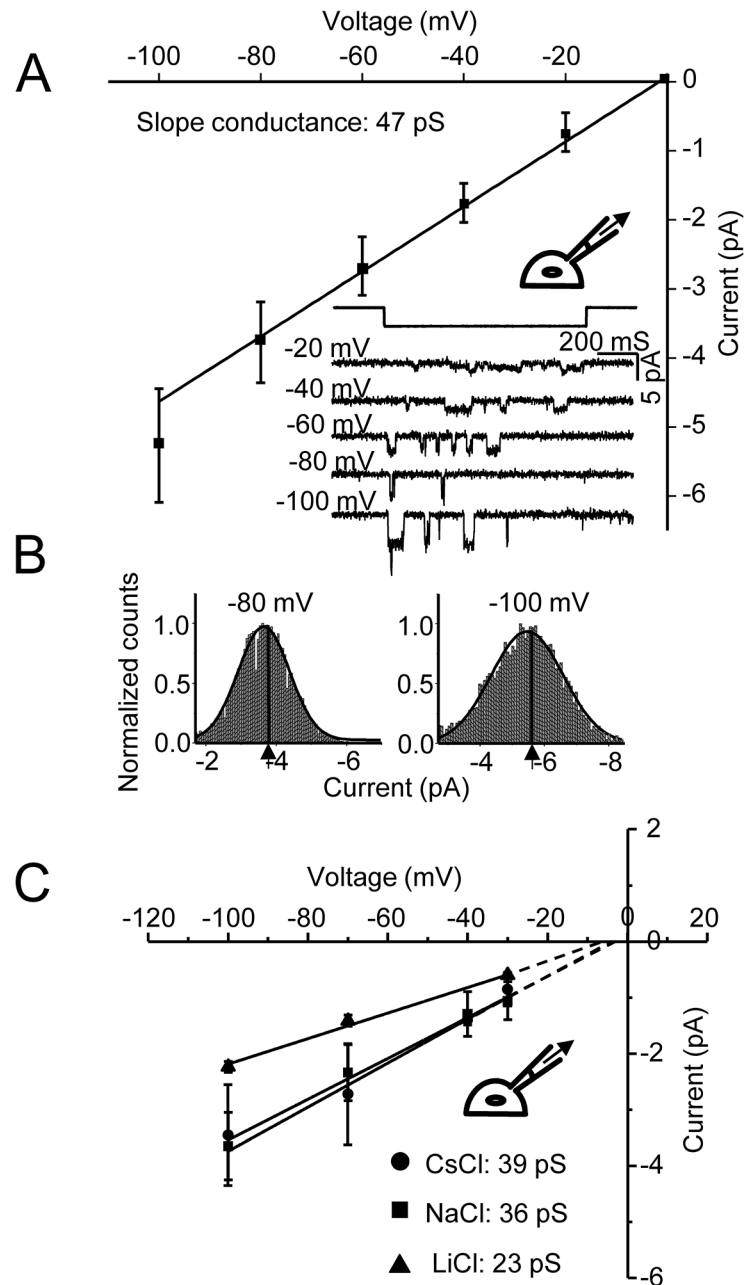 A
Voltage (mV)
-100 -80 -60 -40 -20
0
Slope conductance: 47 pS
-1
-2
-3
-4
-5
-6
Current (pA)
200 mS
5 pA
-20 mV
-40 mV
-60 mV
-80 mV
-100 mV
B
Normalized counts
-80 mV
1.0
0.5
0.0
-2 -4 -6
-100 mV
1.0
0.5
0.0
-4 -6 -8
Current (pA)
C
Voltage (mV)
-120 -100 -80 -60 -40 -20 0 20
2
0
-2
-4
-6
Current (pA)
CsCl: 39 pS
NaCl: 36 pS
LiCl: 23 pS